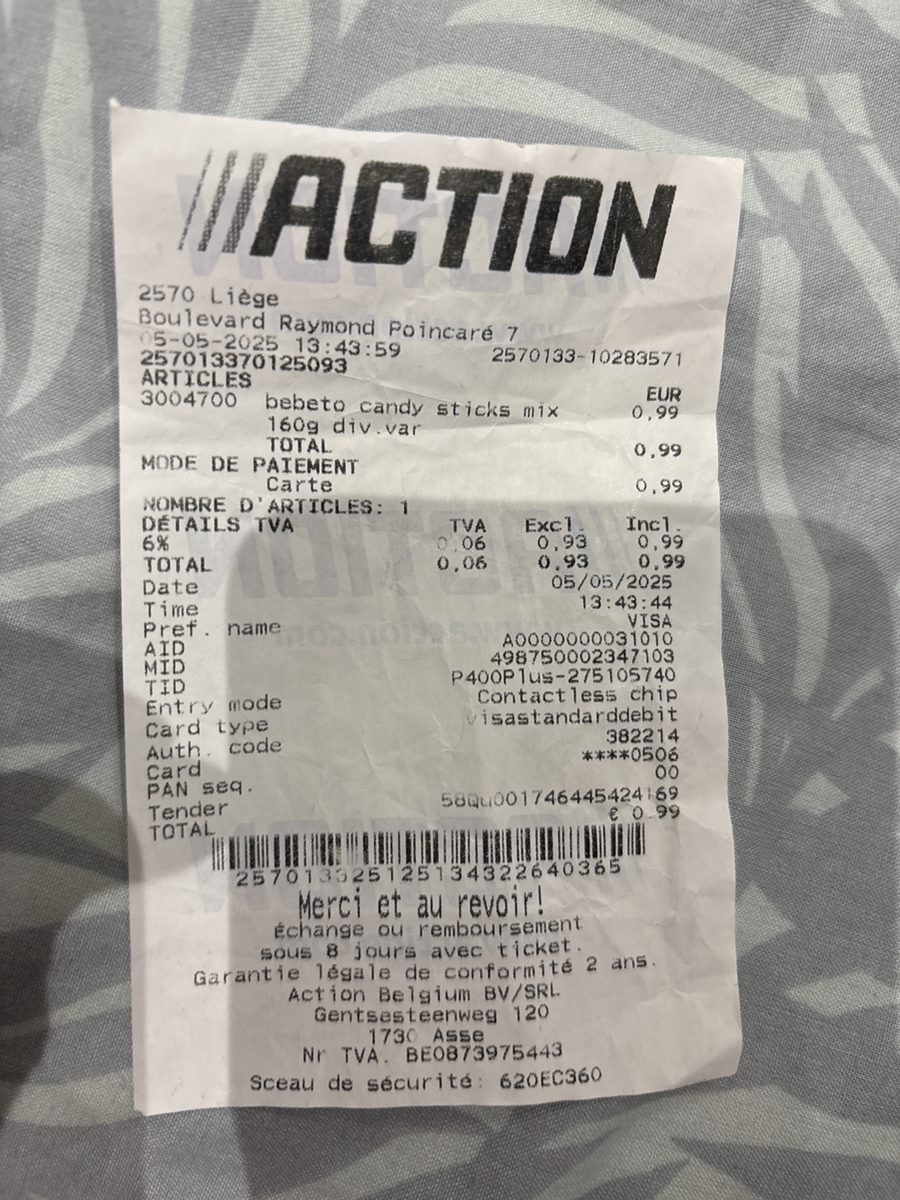 ACTION
2570 Liège
Boulevard Raymond Poincaré 7
05-05-2025 13:43:59 2570133-10283571
257013370125093
ARTICLES EUR
3004700 bebeto candy sticks mix 0,99
160g div.var
TOTAL 0,99
MODE DE PAIEMENT
Carte 0,99
NOMBRE D'ARTICLES: 1
DÉTAILS TVA TVA Excl. Incl.
6% 0,06 0,93 0,99
TOTAL 0,06 0,93 0,99
Date 05/05/2025
Time 13:43:44
Pref. name VISA
AID A0000000031010
MID 498750002347103
TID P400Plus-275105740
Entry mode Contactless chip
Card type visastandarddebit
Auth. code 382214
Card ****0506
PAN seq. 00
Tender 58Qu001746445424169
TOTAL € 0.99
Merci et au revoir!
Échange ou remboursement
sous 8 jours avec ticket.
Garantie légale de conformité 2 ans.
Action Belgium BV/SRL
Gentsesteenweg 120
1730 Asse
Nr TVA. BE0873975443
Sceau de sécurité: 620EC360